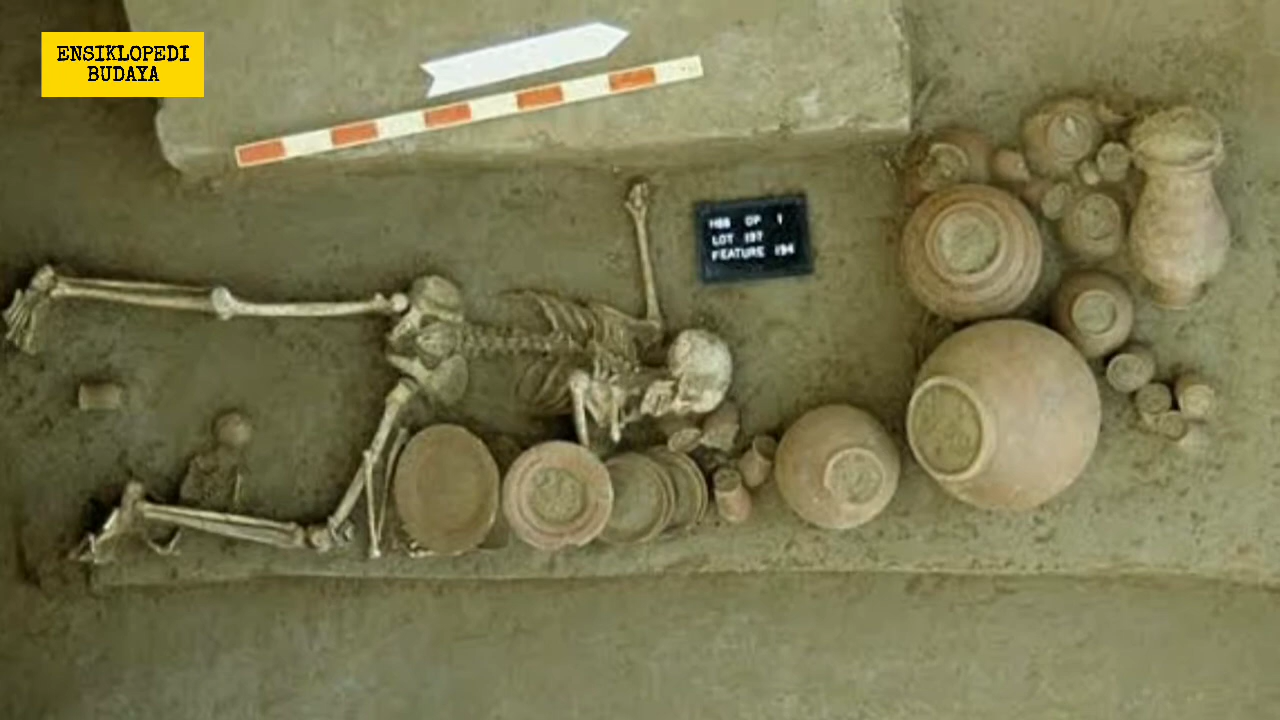 ENSIKLOPEDI
BUDAYA
H88 OP 1
LOT 197
FEATURE 194